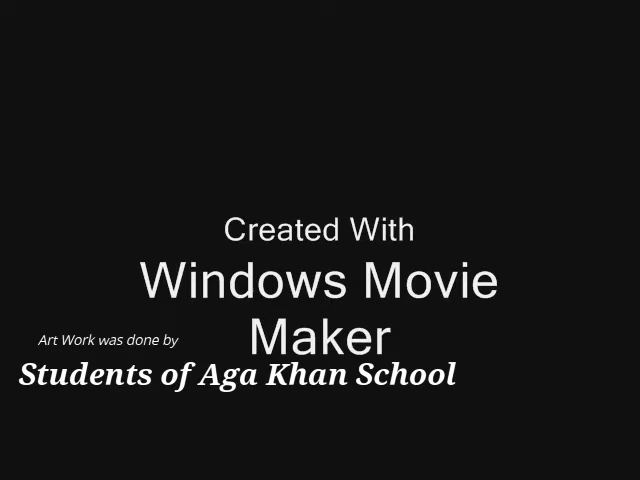 Created With
Windows Movie
Maker
Art Work was done by
Students of Aga Khan School